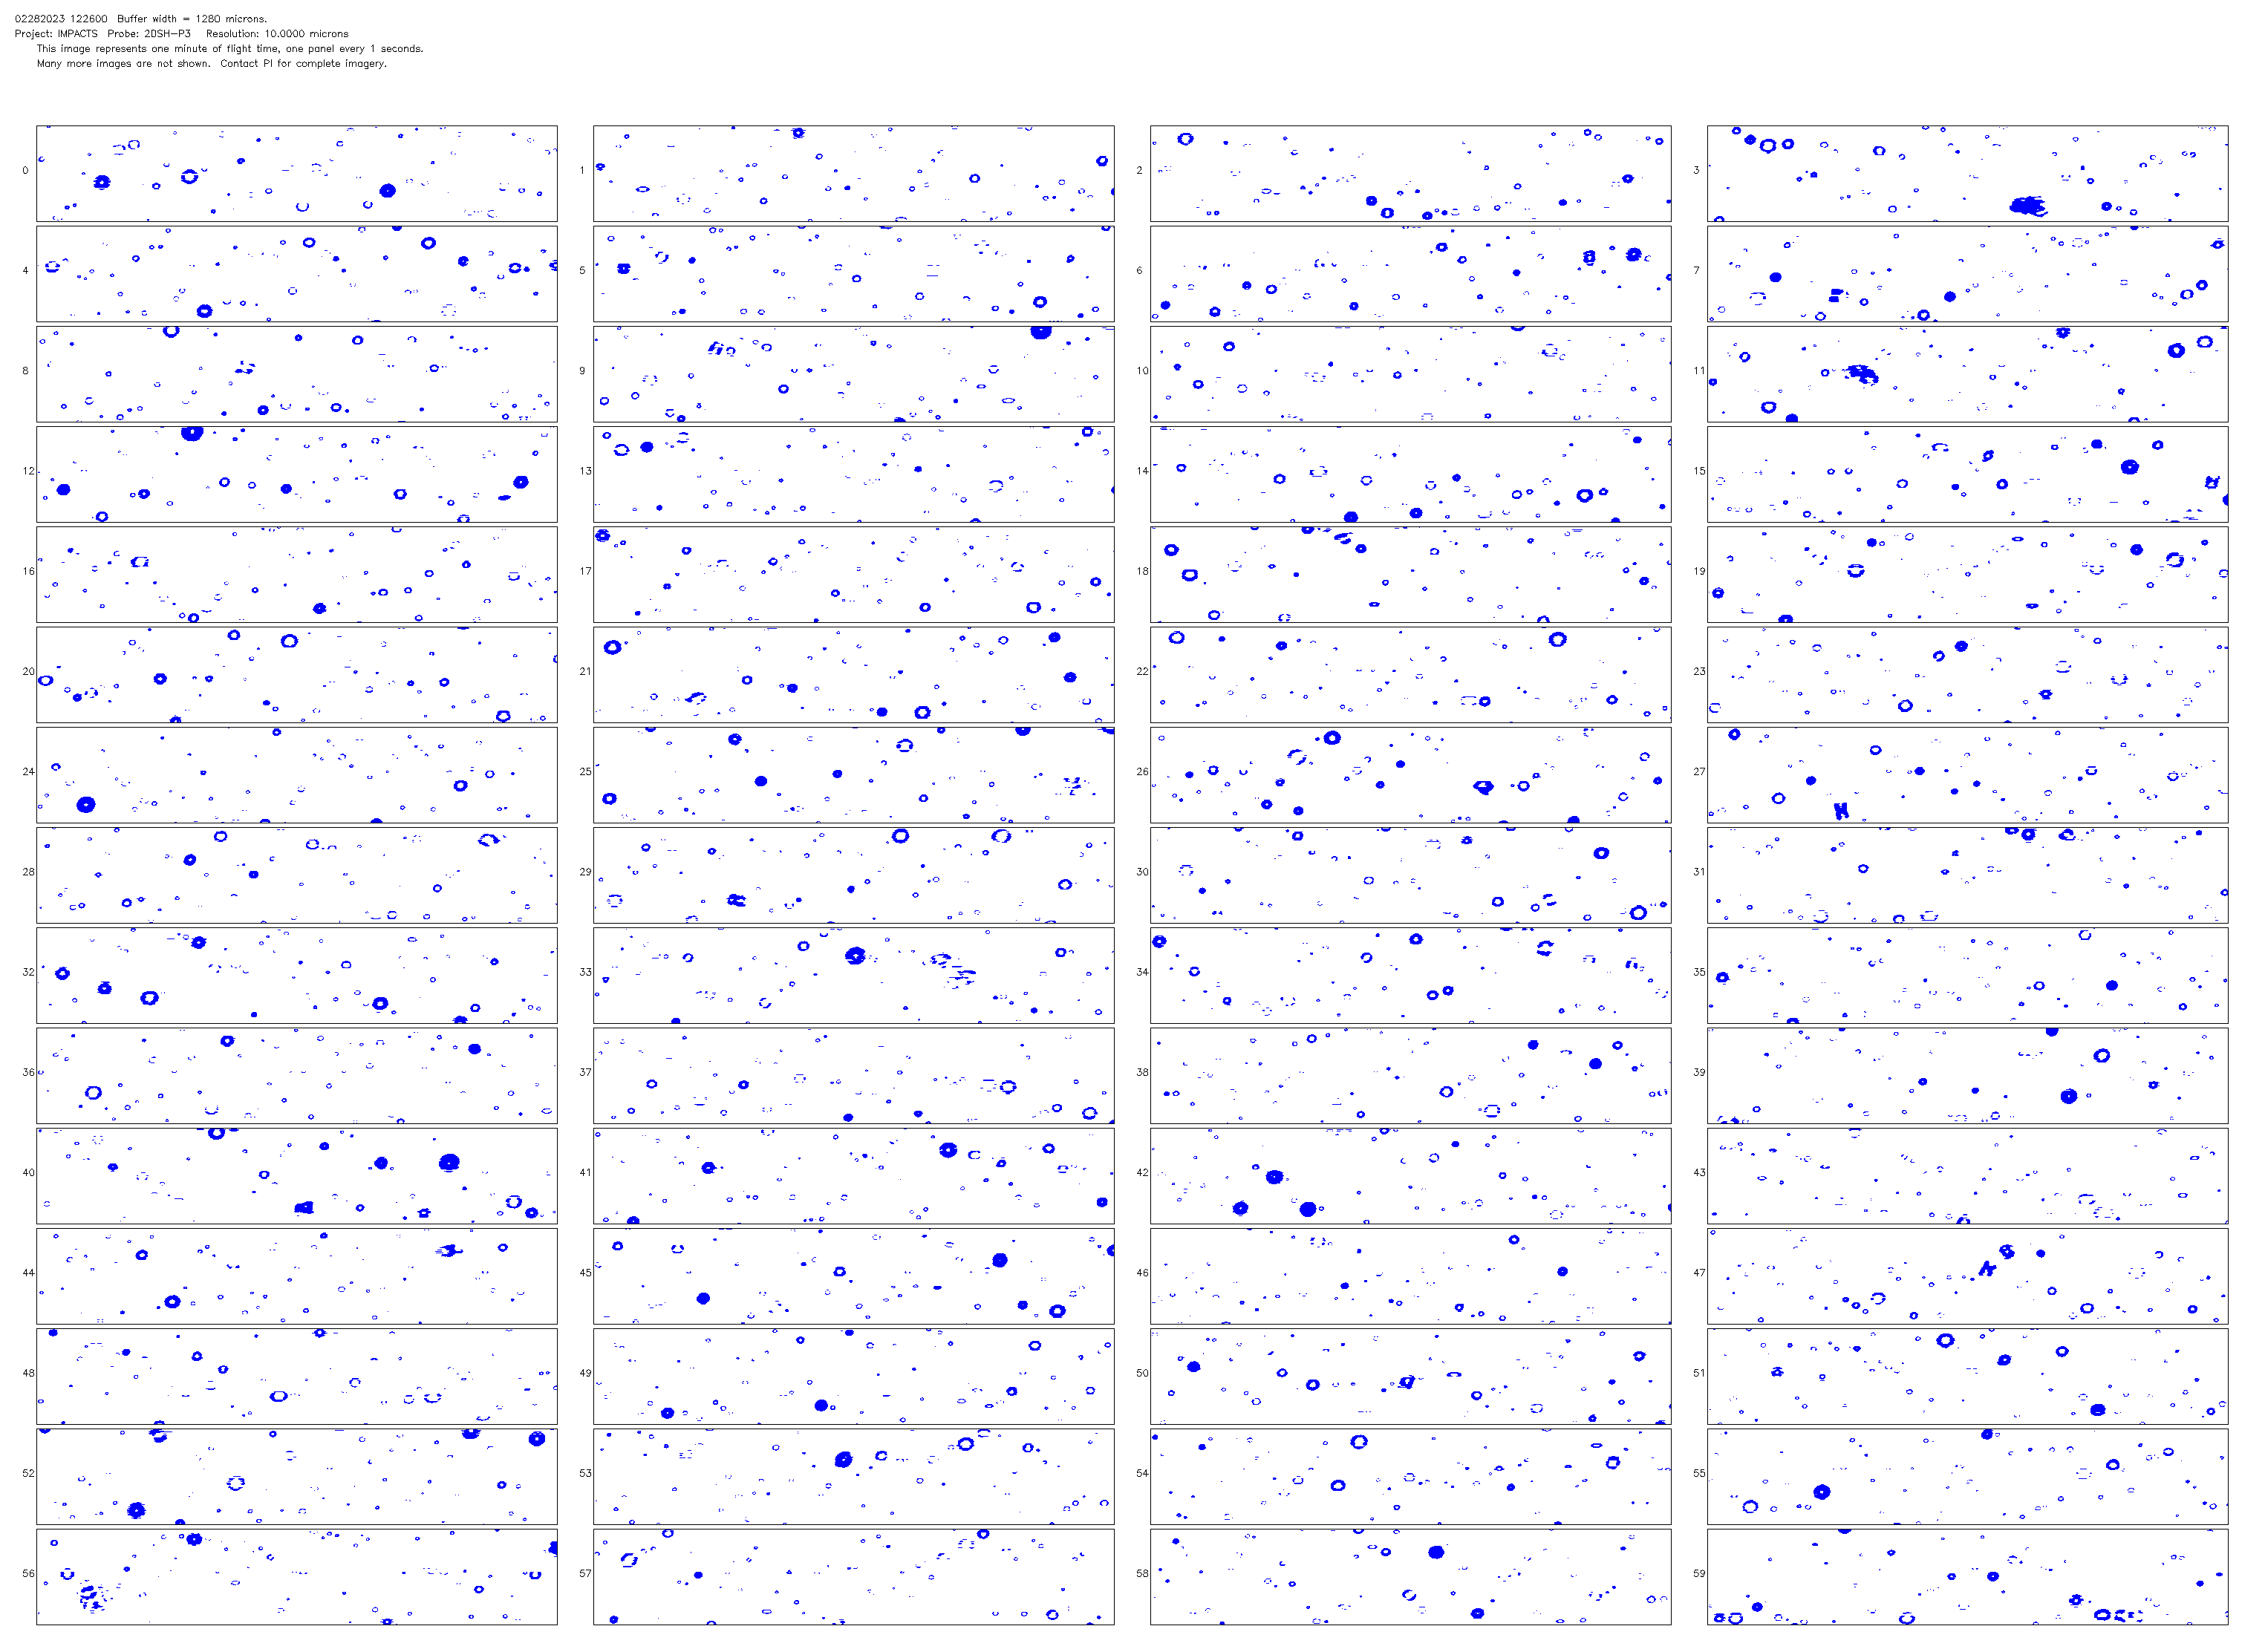 02282023 122600  Buffer width = 1280 microns.
Project: IMPACTS  Probe: 2DSH-P3    Resolution: 10.0000 microns
This image represents one minute of flight time, one panel every 1 seconds.
Many more images are not shown.  Contact PI for complete imagery.
0 1 2 3
4 5 6 7
8 9 10 11
12 13 14 15
16 17 18 19
20 21 22 23
24 25 26 27
28 29 30 31
32 33 34 35
36 37 38 39
40 41 42 43
44 45 46 47
48 49 50 51
52 53 54 55
56 57 58 59